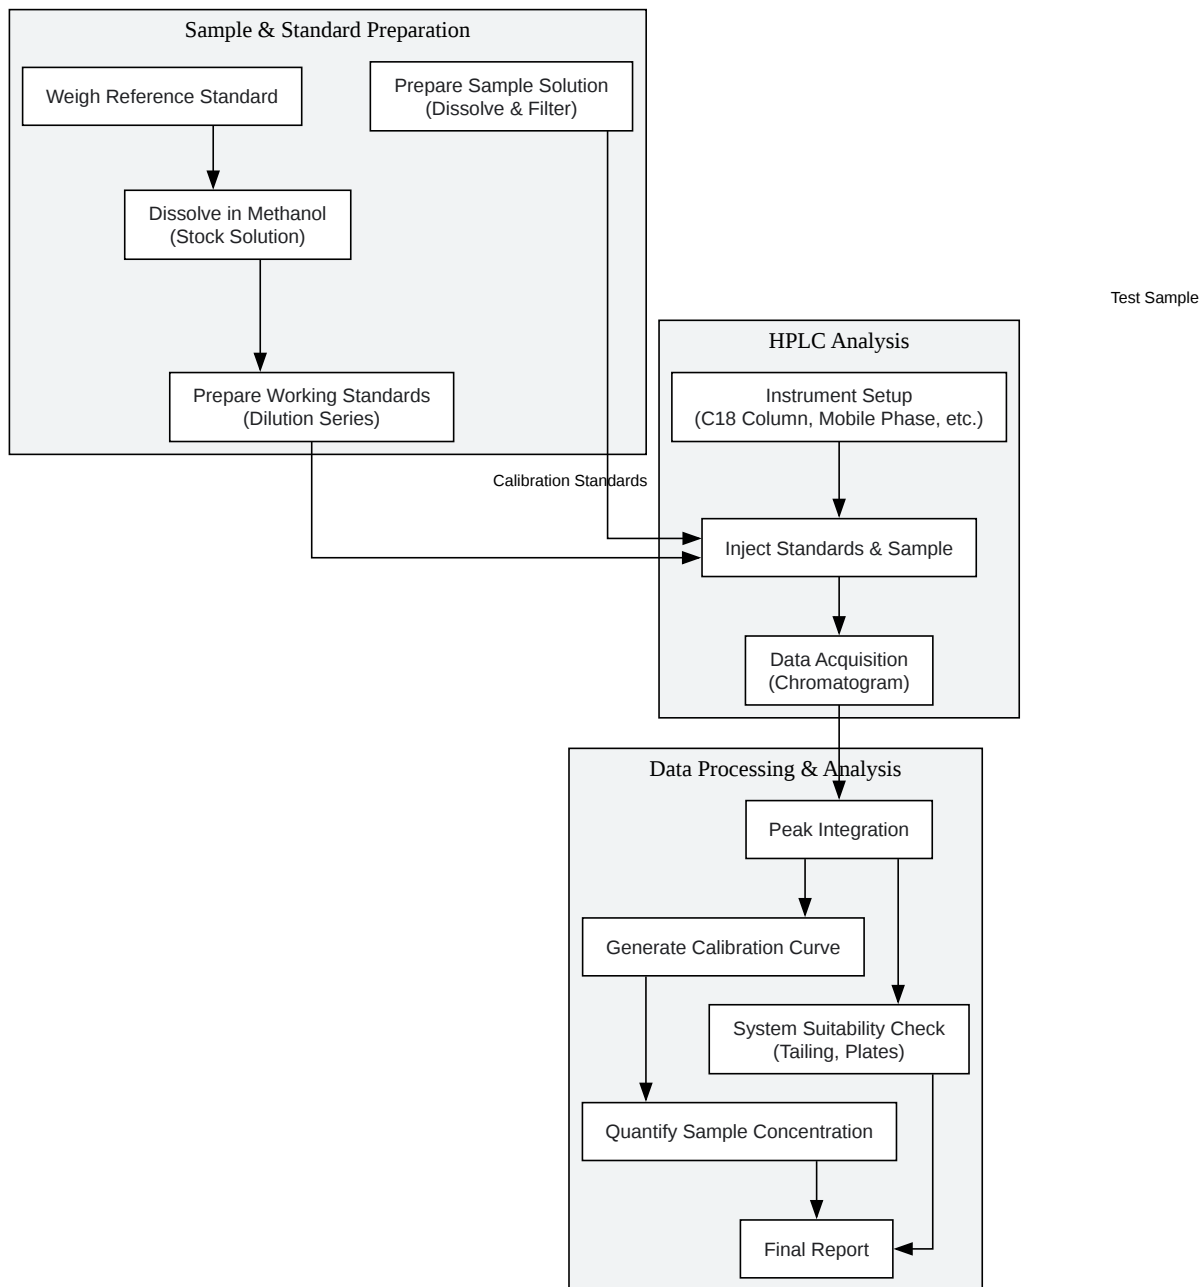 Sample & Standard Preparation
Weigh Reference Standard
Prepare Sample Solution
(Dissolve & Filter)
Dissolve in Methanol
(Stock Solution)
Prepare Working Standards
(Dilution Series)
Calibration Standards
Test Sample
HPLC Analysis
Instrument Setup
(C18 Column, Mobile Phase, etc.)
Inject Standards & Sample
Data Acquisition
(Chromatogram)
Data Processing & Analysis
Peak Integration
Generate Calibration Curve
System Suitability Check
(Tailing, Plates)
Quantify Sample Concentration
Final Report